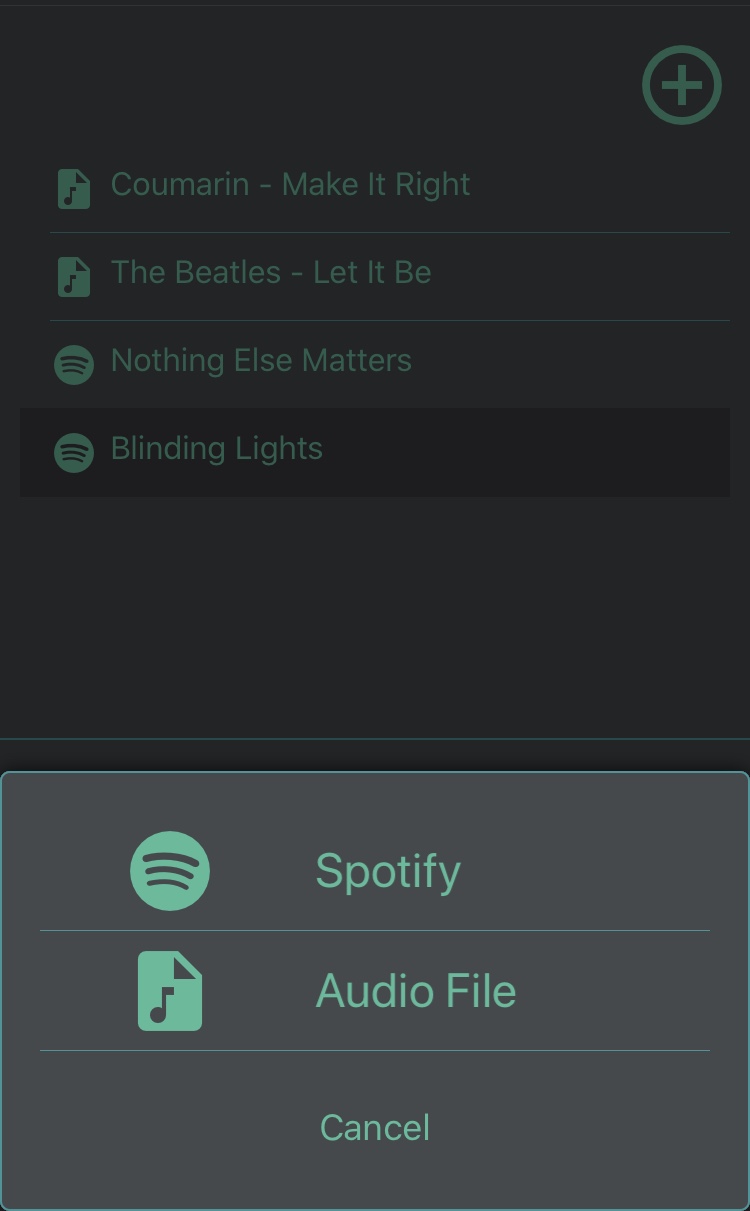 Coumarin - Make It Right
The Beatles - Let It Be
Nothing Else Matters
Blinding Lights
Spotify
Audio File
Cancel